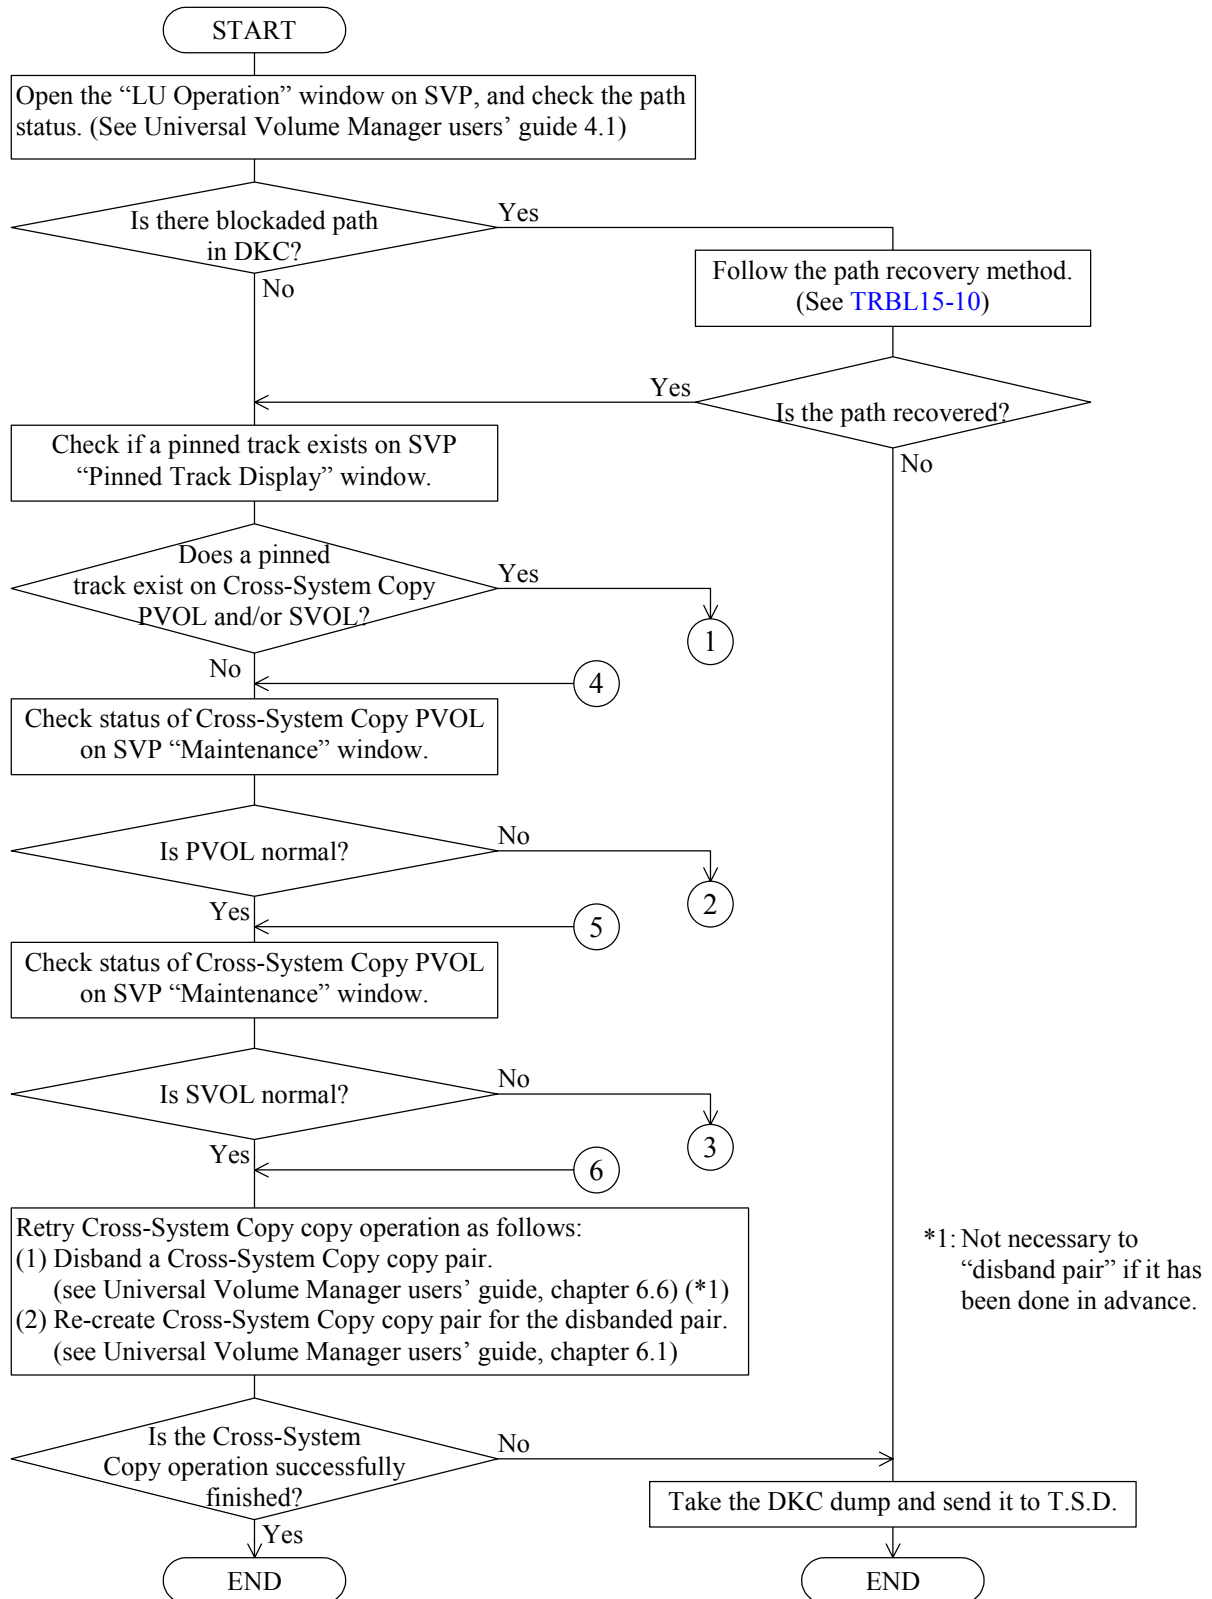 START
Open the “LU Operation” window on SVP, and check the path
status. (See Universal Volume Manager users’ guide 4.1)
Is there blockaded path
in DKC?
Yes
No
Follow the path recovery method.
(See TRBL15-10)
Yes
Is the path recovered?
No
Check if a pinned track exists on SVP
“Pinned Track Display” window.
Does a pinned
track exist on Cross-System Copy
PVOL and/or SVOL?
Yes
1
No
4
Check status of Cross-System Copy PVOL
on SVP “Maintenance” window.
Is PVOL normal?
No
2
Yes
5
Check status of Cross-System Copy PVOL
on SVP “Maintenance” window.
Is SVOL normal?
No
3
Yes
6
Retry Cross-System Copy copy operation as follows:
(1) Disband a Cross-System Copy copy pair.
(see Universal Volume Manager users’ guide, chapter 6.6) (*1)
(2) Re-create Cross-System Copy copy pair for the disbanded pair.
(see Universal Volume Manager users’ guide, chapter 6.1)
*1: Not necessary to
“disband pair” if it has
been done in advance.
Is the Cross-System
Copy operation successfully
finished?
No
Yes
Take the DKC dump and send it to T.S.D.
END
END